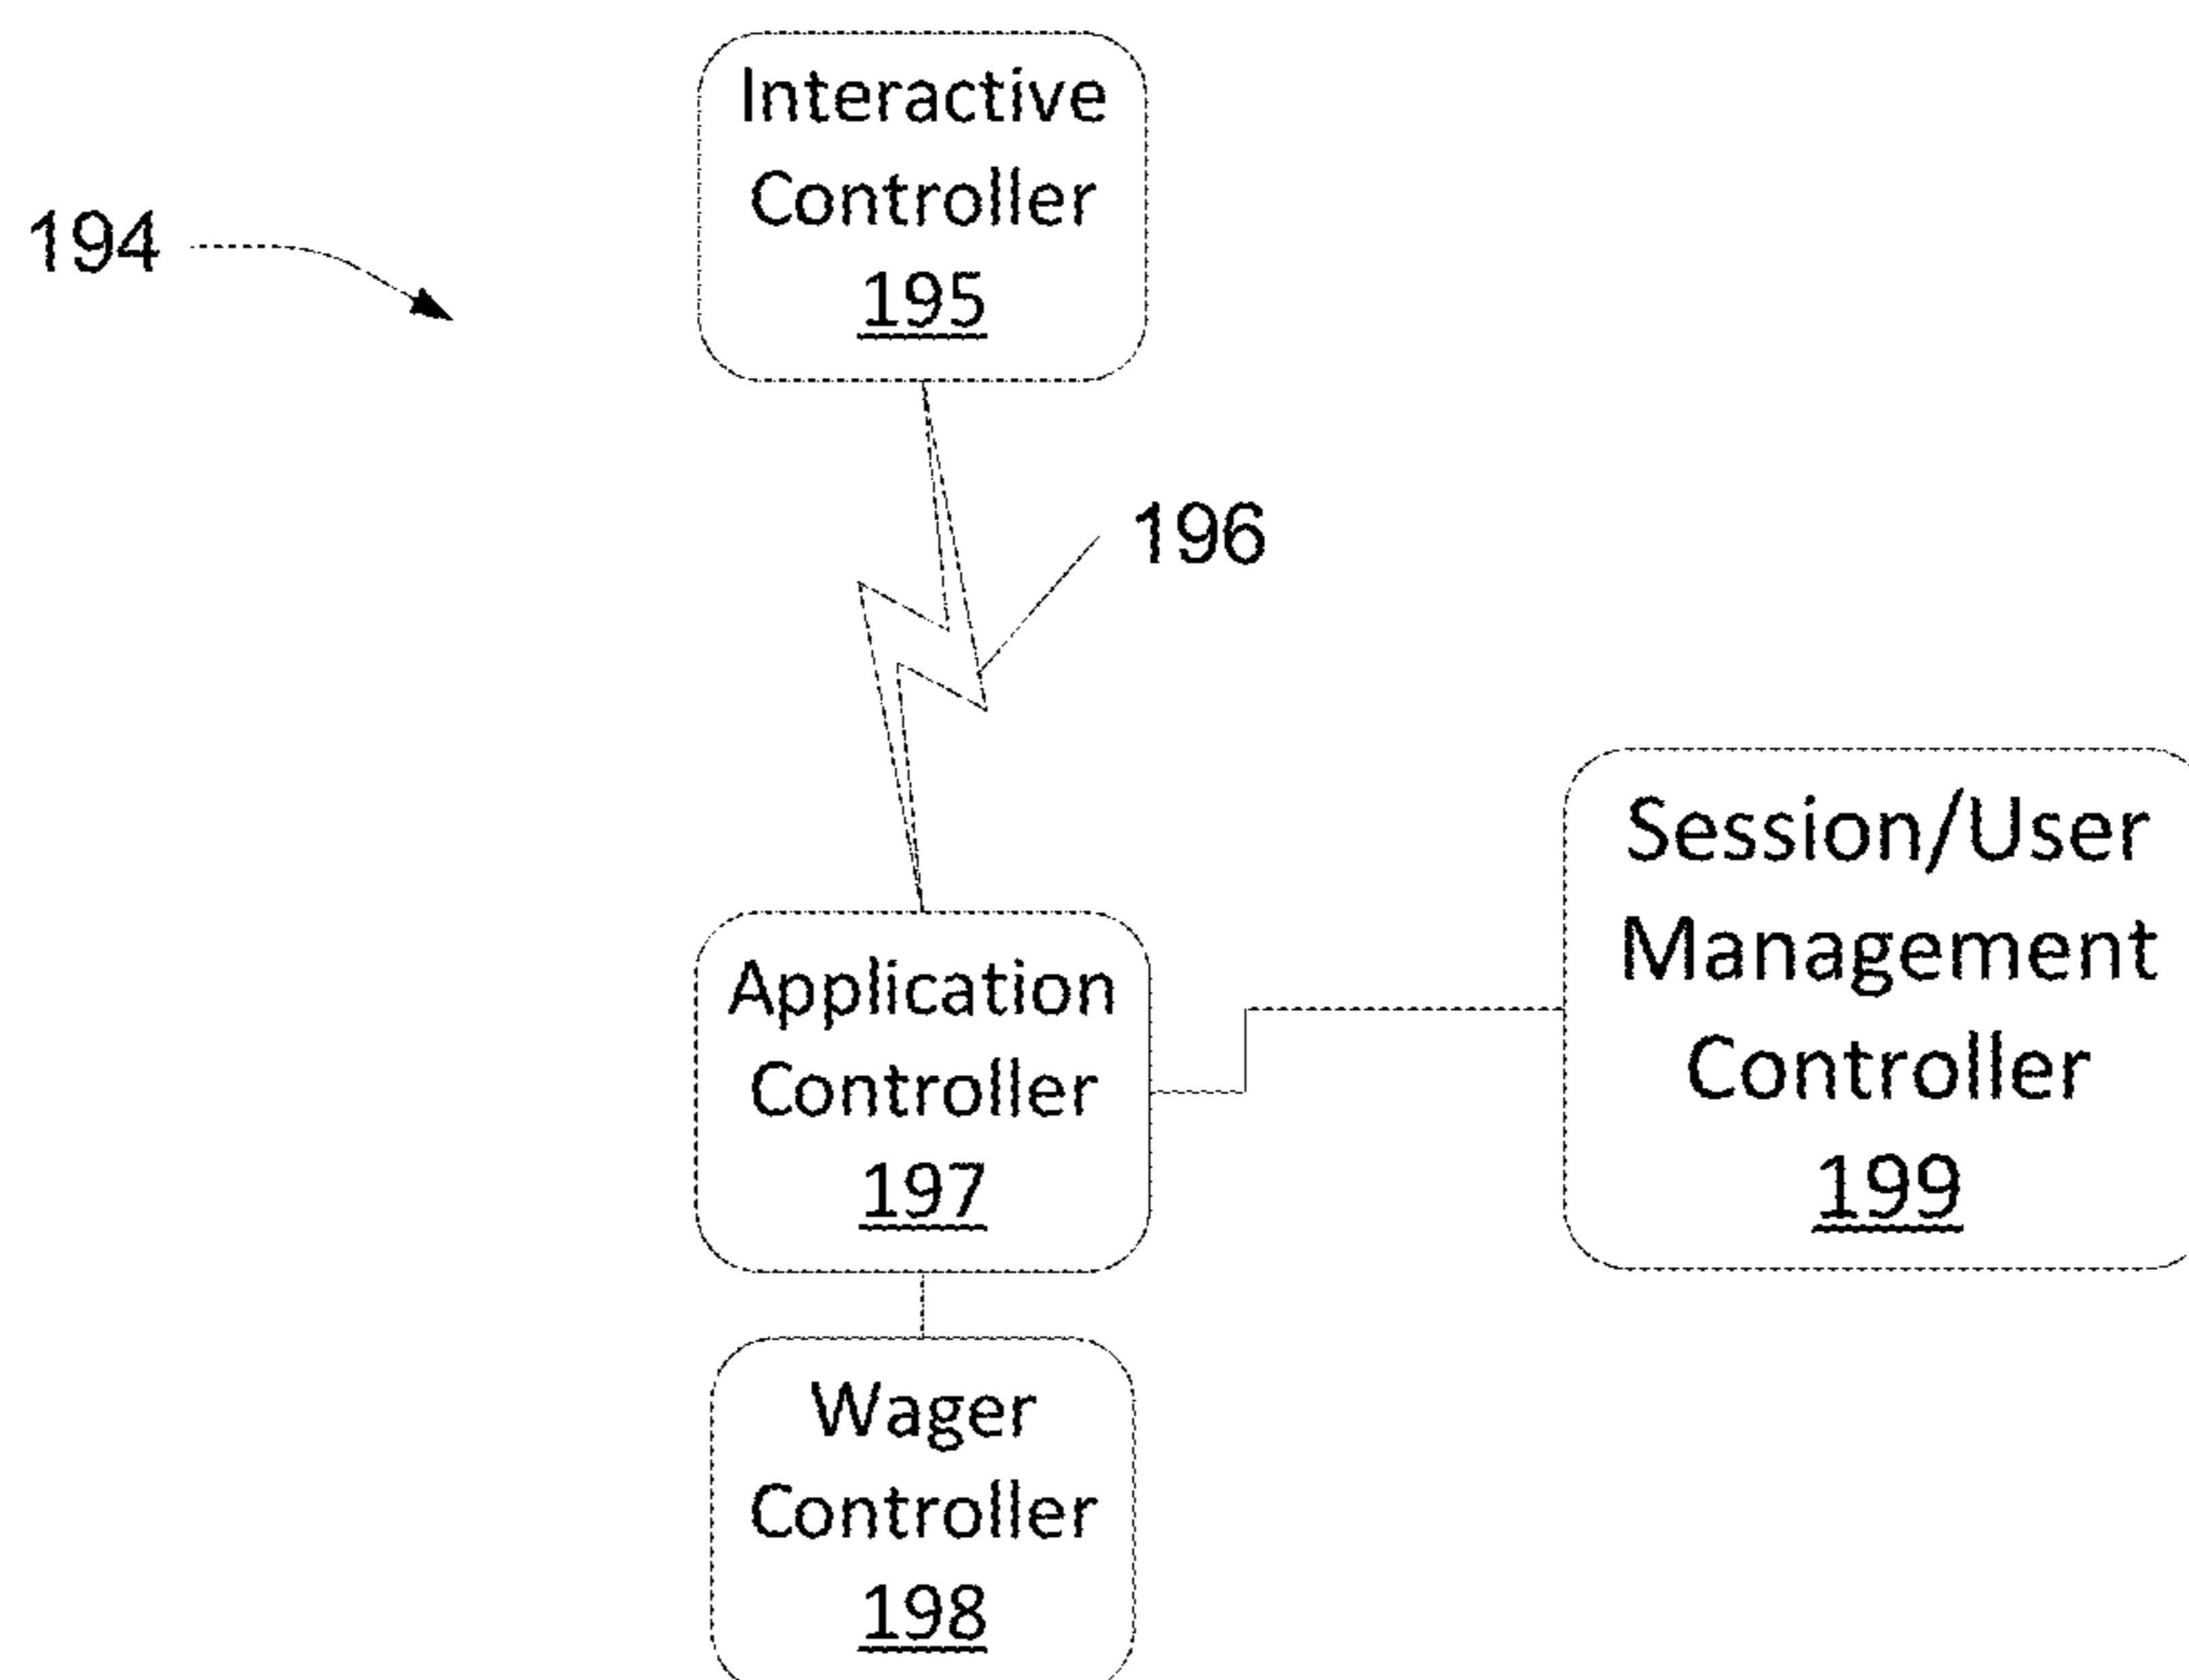 Interactive
Controller
195
194
196
Application
Controller
197
Session/User
Management
Controller
199
Wager
Controller
198